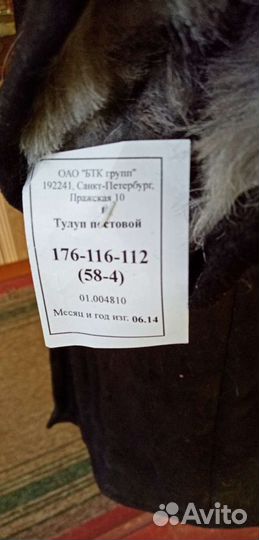 ОАО "БТК групп"
192241, Санкт-Петербург,
Пражская 10
Тулуп постовой
176-116-112
(58-4)
01.004810
Месяц и год изг. 06.14
Avito